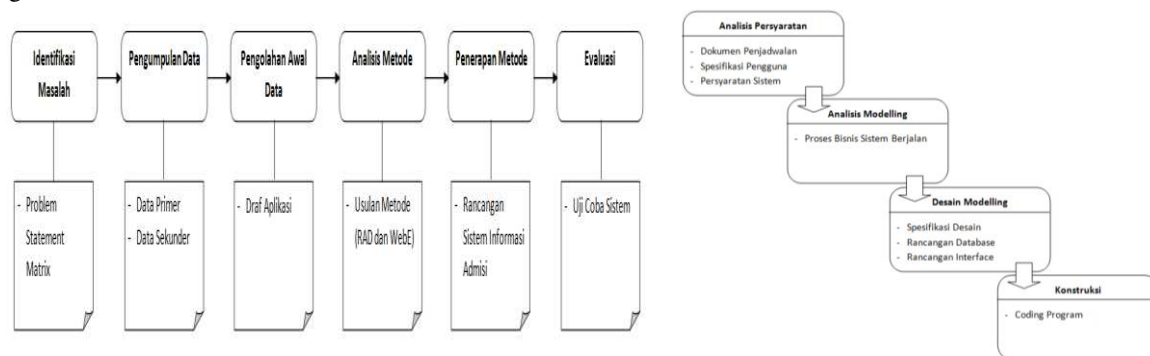 Identifikasi
Masalah
Pengumpulan Data
Pengolahan Awal
Data
Analisis Metode
Penerapan Metode
Evaluasi
- Problem
Statement
Matrix
- Data Primer
- Data Sekunder
- Draf Aplikasi
- Usulan Metode
(RAD dan WebE)
- Rancangan
Sistem Informasi
Admisi
- Uji Coba Sistem
Analisis Persyaratan
- Dokumen Penjadwalan
- Spesifikasi Pengguna
- Persyaratan Sistem
Analisis Modelling
- Proses Bisnis Sistem Berjalan
Desain Modelling
- Spesifikasi Desain
- Rancangan Database
- Rancangan Interface
Konstruksi
- Coding Program